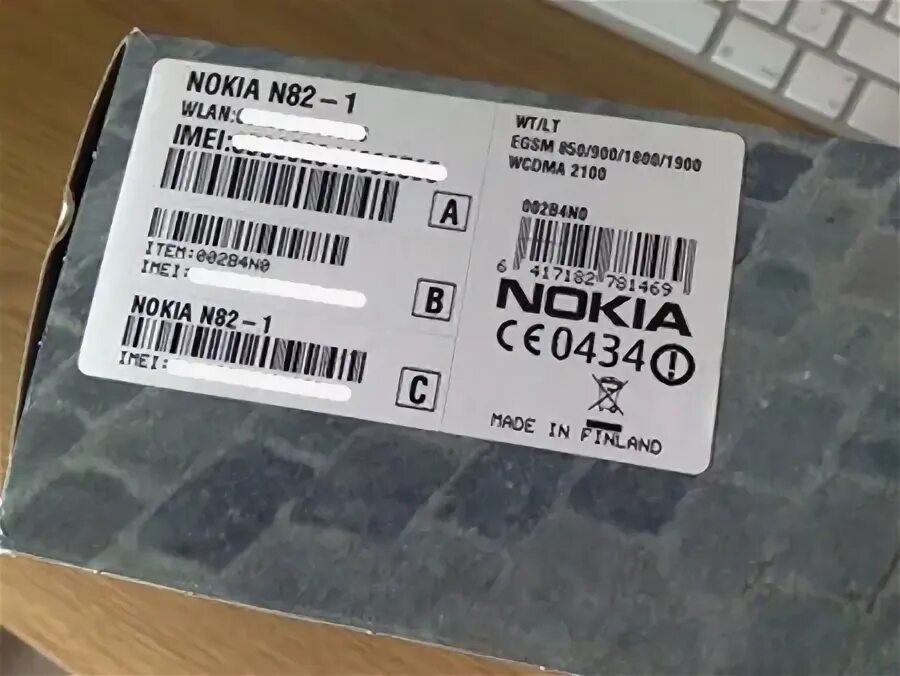 NOKIA N82-1
WLAN:
IMEI:
A
ITEM:002B4N0
IMEI:
B
NOKIA N82-1
IMEI:
C
WT/LT
EGSM 850/900/1800/1900
WCDMA 2100
002B4N0
6 417182 781469
NOKIA
CE0434
MADE IN FINLAND